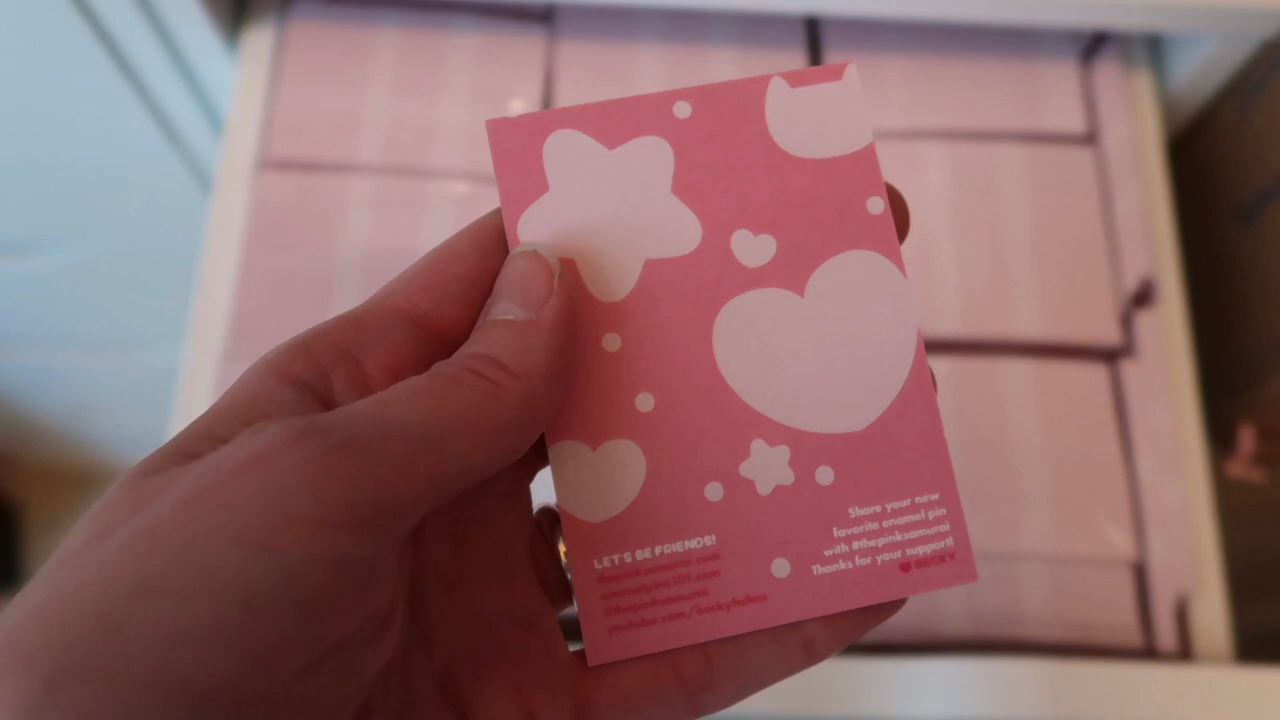 LET'S BE FRIENDS!
thepinksamurai.com
enamelpins101.com
@thepinksamurai
youtube.com/beckyhelms
Share your new
favorite enamel pin
with #thepinksamurai
Thanks for your support!
BECKY